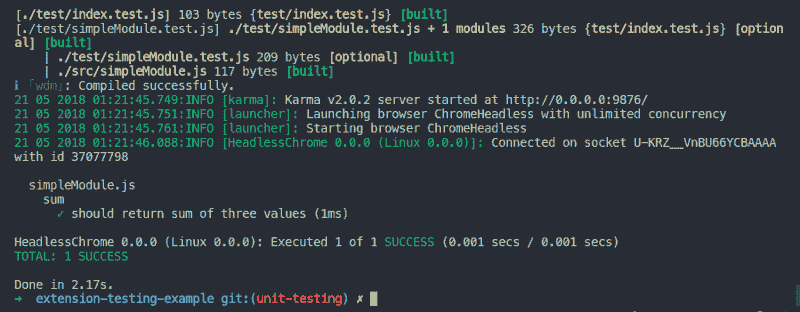 [./test/index.test.js] 103 bytes {test/index.test.js} [built]
[./test/simpleModule.test.js] ./test/simpleModule.test.js + 1 modules 326 bytes {test/index.test.js} [option
al] [built]
| ./test/simpleModule.test.js 209 bytes [optional] [built]
| ./src/simpleModule.js 117 bytes [built]
ℹ 「wdm」: Compiled successfully.
21 05 2018 01:21:45.749:INFO [karma]: Karma v2.0.2 server started at http://0.0.0.0:9876/
21 05 2018 01:21:45.751:INFO [launcher]: Launching browser ChromeHeadless with unlimited concurrency
21 05 2018 01:21:45.761:INFO [launcher]: Starting browser ChromeHeadless
21 05 2018 01:21:46.088:INFO [HeadlessChrome 0.0.0 (Linux 0.0.0)]: Connected on socket U-KRZ__VnBU66YCBAAAA
with id 37077798
simpleModule.js
sum
✓ should return sum of three values (1ms)
HeadlessChrome 0.0.0 (Linux 0.0.0): Executed 1 of 1 SUCCESS (0.001 secs / 0.001 secs)
TOTAL: 1 SUCCESS
Done in 2.17s.
➜ extension-testing-example git:(unit-testing) ✗